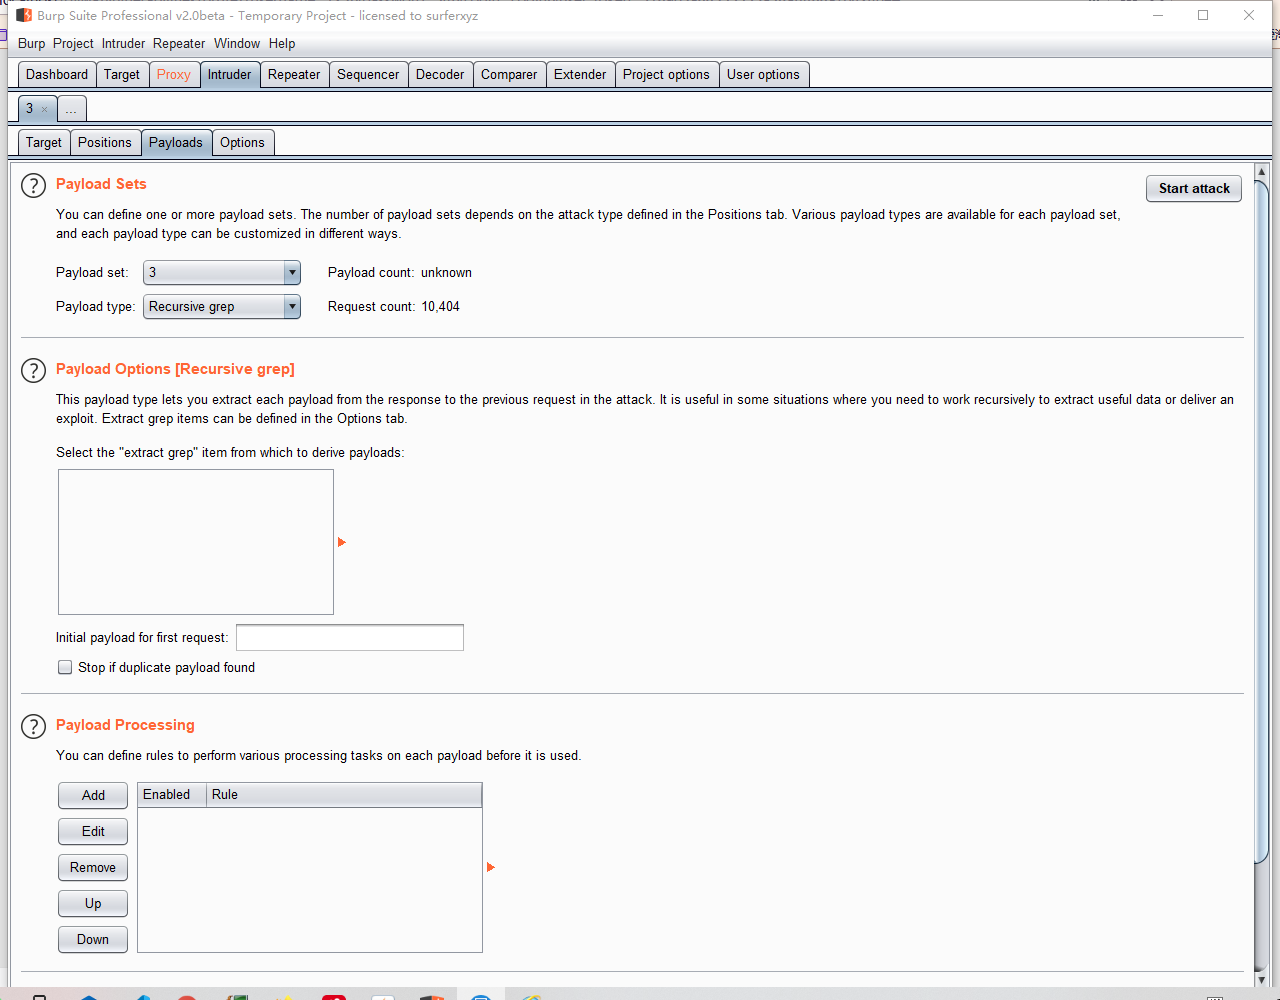 Burp Suite Professional v2.0beta - Temporary Project - licensed to surferxyz
Burp Project Intruder Repeater Window Help
Dashboard Target Proxy Intruder Repeater Sequencer Decoder Comparer Extender Project options User options
3 × ...
Target Positions Payloads Options
? Payload Sets
Start attack
You can define one or more payload sets. The number of payload sets depends on the attack type defined in the Positions tab. Various payload types are available for each payload set,
and each payload type can be customized in different ways.
Payload set: 3 Payload count: unknown
Payload type: Recursive grep Request count: 10,404
? Payload Options [Recursive grep]
This payload type lets you extract each payload from the response to the previous request in the attack. It is useful in some situations where you need to work recursively to extract useful data or deliver an
exploit. Extract grep items can be defined in the Options tab.
Select the "extract grep" item from which to derive payloads:
Initial payload for first request:
Stop if duplicate payload found
? Payload Processing
You can define rules to perform various processing tasks on each payload before it is used.
Add Enabled Rule
Edit
Remove
Up
Down